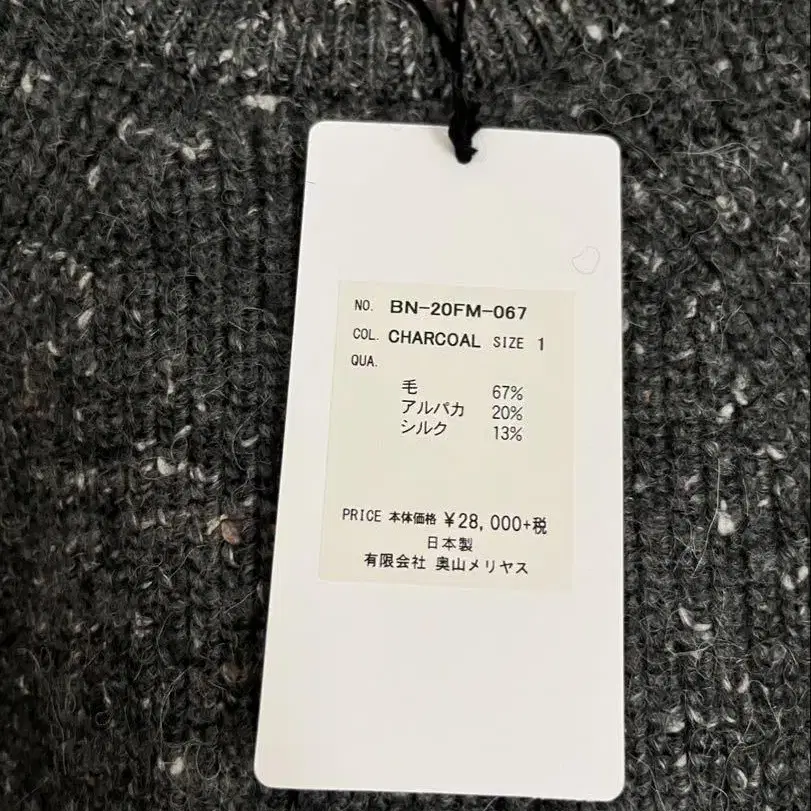 NO. BN-20FM-067
COL. CHARCOAL SIZE 1
QUA.
毛 67%
アルパカ 20%
シルク 13%
PRICE 本体価格 ¥28,000+税
日本製
有限会社 奥山メリヤス